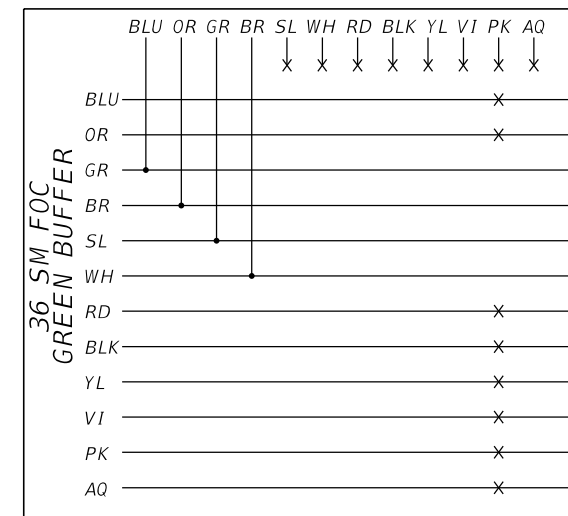 BLU OR GR BR SL WH RD BLK YL VI PK AQ
36 SM FOC
GREEN BUFFER
BLU
OR
GR
BR
SL
WH
RD
BLK
YL
VI
PK
AQ